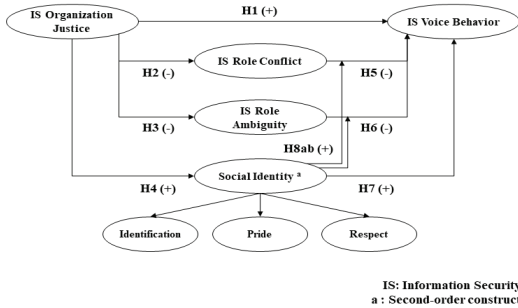 IS Organization
Justice
H1 (+)
IS Voice Behavior
H2 (-)
IS Role Conflict
H5 (-)
H3 (-)
IS Role
Ambiguity
H6 (-)
H8ab (+)
H4 (+)
Social Identity ᵃ
H7 (+)
Identification
Pride
Respect
IS: Information Security
a : Second-order construct